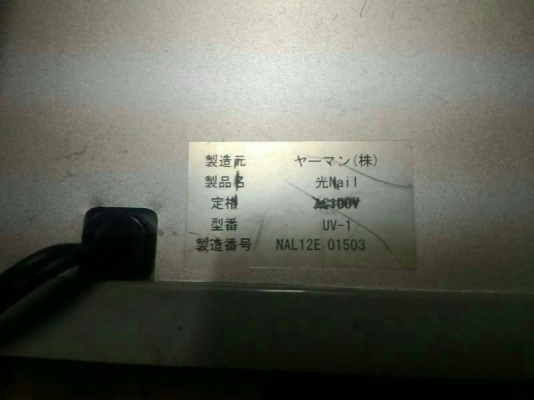 製造元 ヤーマン(株)
製品名 光Nail
定格 AC100V
型番 UV-1
製造番号 NAL12E 01503